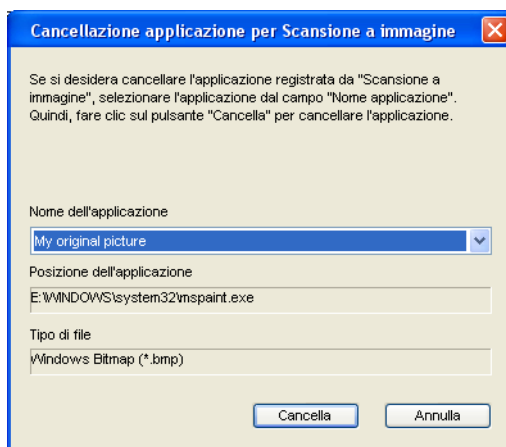 Cancellazione applicazione per Scansione a immagine
Se si desidera cancellare l'applicazione registrata da "Scansione a
immagine", selezionare l'applicazione dal campo "Nome applicazione".
Quindi, fare clic sul pulsante "Cancella" per cancellare l'applicazione.
Nome dell'applicazione
My original picture
Posizione dell'applicazione
E:\WINDOWS\system32\mspaint.exe
Tipo di file
Windows Bitmap (*.bmp)
Cancella Annulla